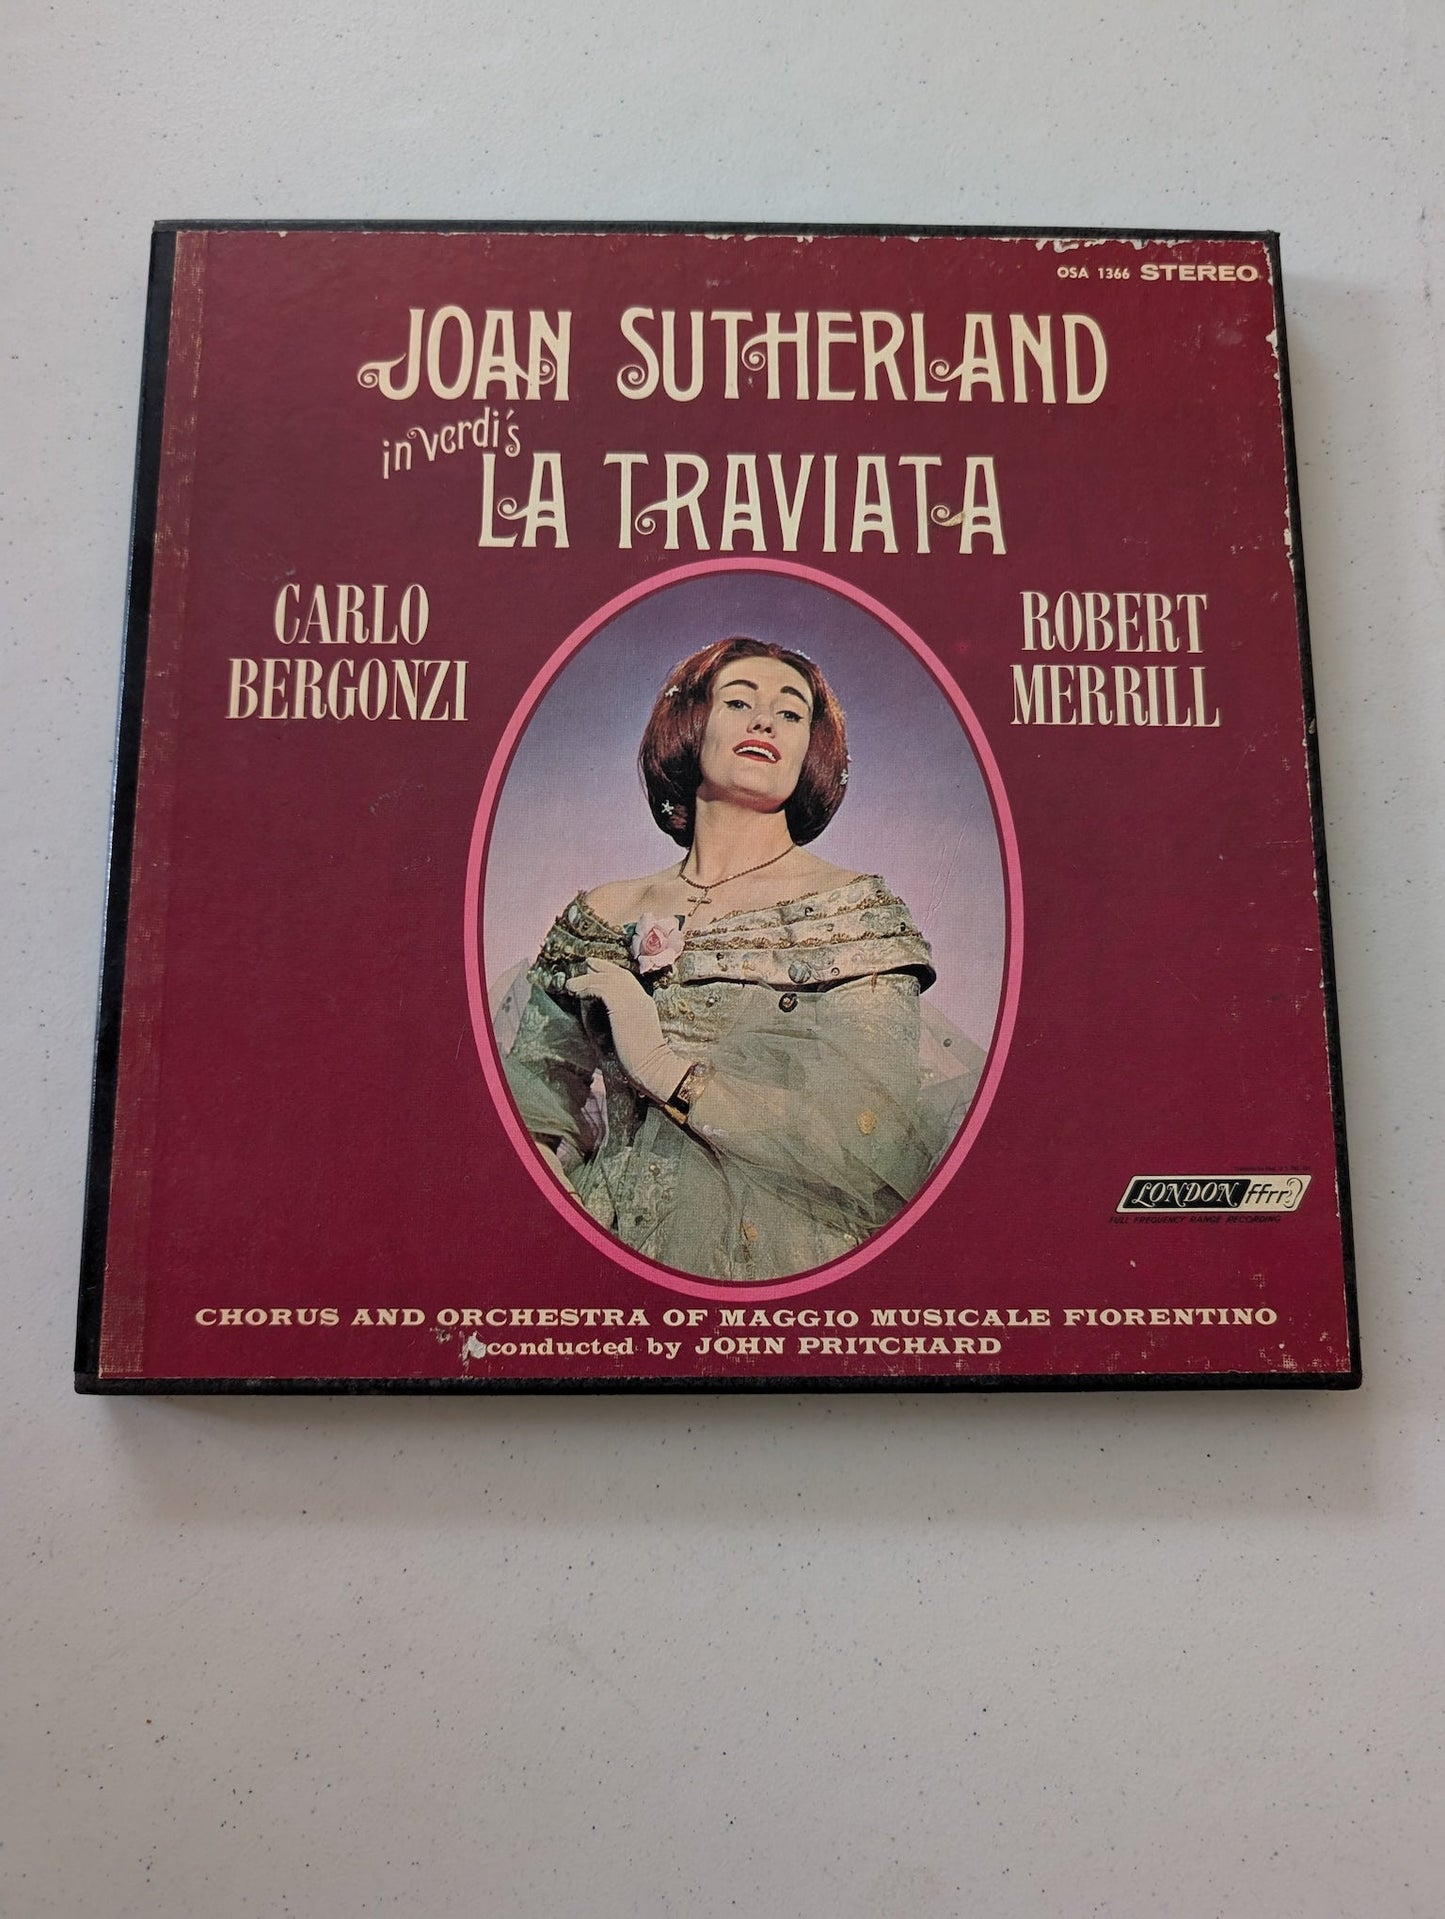 OSA 1366 STEREO
JOAN SUTHERLAND
in verdi's
LA TRAVIATA
CARLO
BERGONZI
ROBERT
MERRILL
LONDON ffrr
FULL FREQUENCY RANGE RECORDING
CHORUS AND ORCHESTRA OF MAGGIO MUSICALE FIORENTINO
conducted by JOHN PRITCHARD